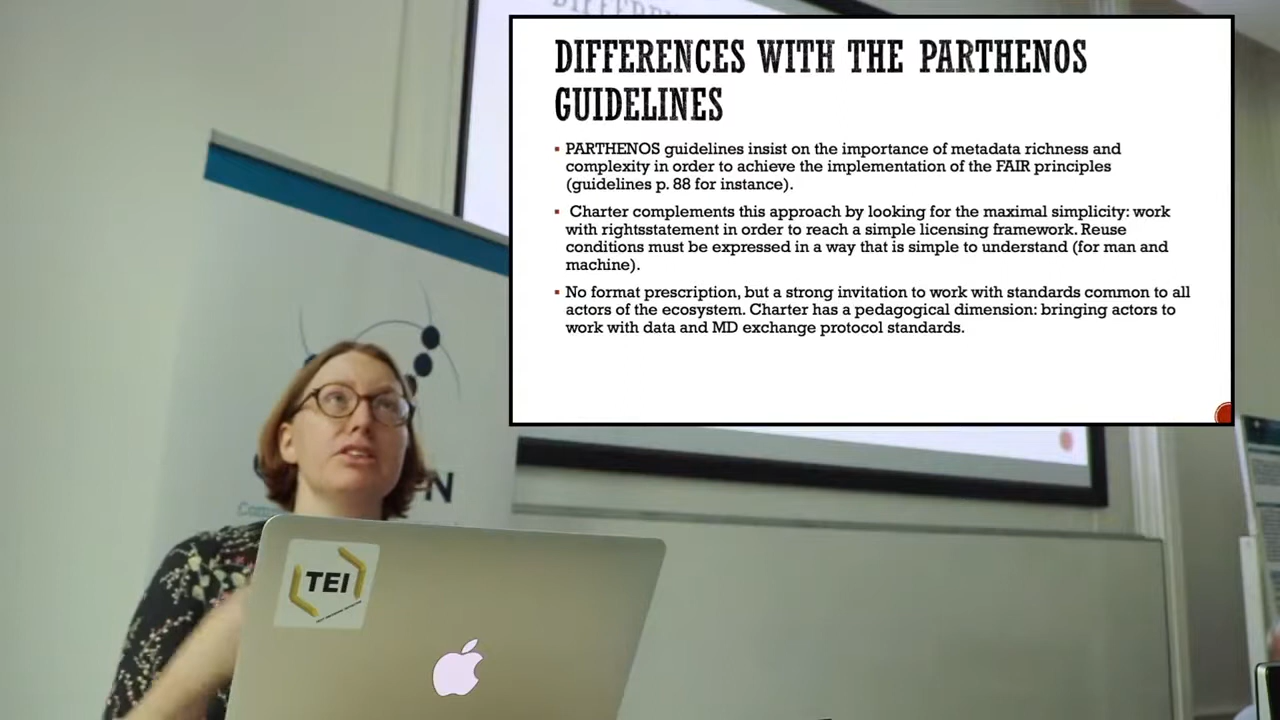 DIFFERENCES WITH THE PARTHENOS
GUIDELINES
▪ PARTHENOS guidelines insist on the importance of metadata richness and
complexity in order to achieve the implementation of the FAIR principles
(guidelines p. 88 for instance).
▪ Charter complements this approach by looking for the maximal simplicity: work
with rightsstatement in order to reach a simple licensing framework. Reuse
conditions must be expressed in a way that is simple to understand (for man and
machine).
▪ No format prescription, but a strong invitation to work with standards common to all
actors of the ecosystem. Charter has a pedagogical dimension: bringing actors to
work with data and MD exchange protocol standards.
TEI